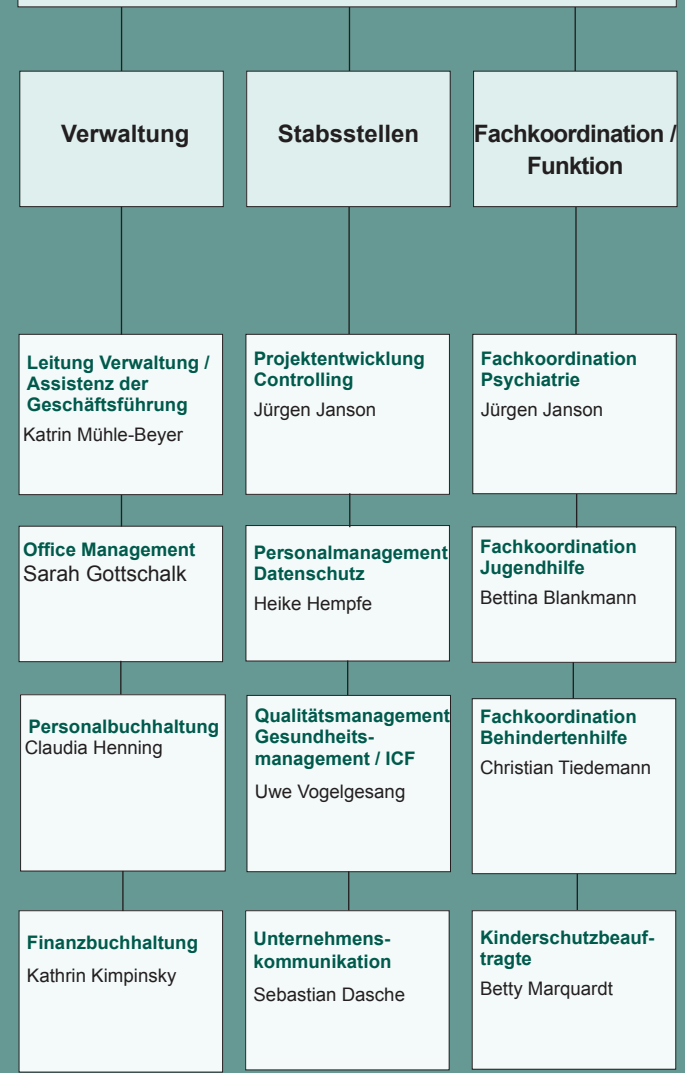 Verwaltung
Stabsstellen
Fachkoordination /
Funktion
Leitung Verwaltung /
Assistenz der
Geschäftsführung
Katrin Mühle-Beyer
Projektentwicklung
Controlling
Jürgen Janson
Fachkoordination
Psychiatrie
Jürgen Janson
Office Management
Sarah Gottschalk
Personalmanagement
Datenschutz
Heike Hempfe
Fachkoordination
Jugendhilfe
Bettina Blankmann
Personalbuchhaltung
Claudia Henning
Qualitätsmanagement
Gesundheits-
management / ICF
Uwe Vogelgesang
Fachkoordination
Behindertenhilfe
Christian Tiedemann
Finanzbuchhaltung
Kathrin Kimpinsky
Unternehmens-
kommunikation
Sebastian Dasche
Kinderschutzbeauf-
tragte
Betty Marquardt